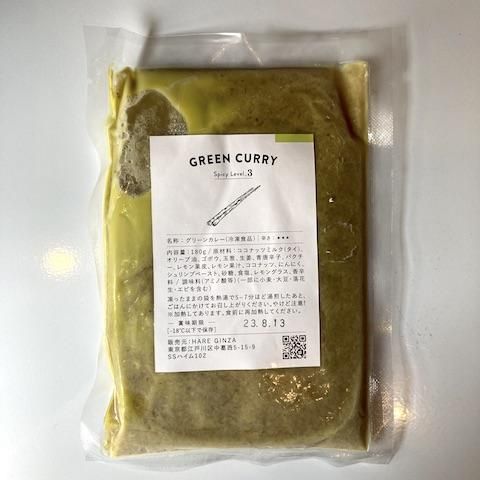 GREEN CURRY
Spicy Level_3
名称:グリーンカレー(冷凍食品) 辛さ:●●●
内容量:180g/原材料:ココナッツミルク(タイ)、
オリーブ油、ゴボウ、玉葱、生姜、青唐辛子、パクチ
ー、レモン葉皮、レモン果汁、ココナッツ、にんにく、
シュリンプペースト、砂糖、食塩、レモングラス、香辛
料/調味料(アミノ酸等) (一部に小麦・大豆・落花
生・エビを含む)
凍ったままの袋を熱湯で5~7分ほど湯煎したあと、
ごはんにかけてお召し上がりください。やけどに注意!
※加熱してあります。食前に再加熱してください。
― 賞味期限 ―
[-18℃以下で保存]
23.8.13
販売元:HARE GINZA
東京都江戸川区中葛西5-15-9
SSハイム102